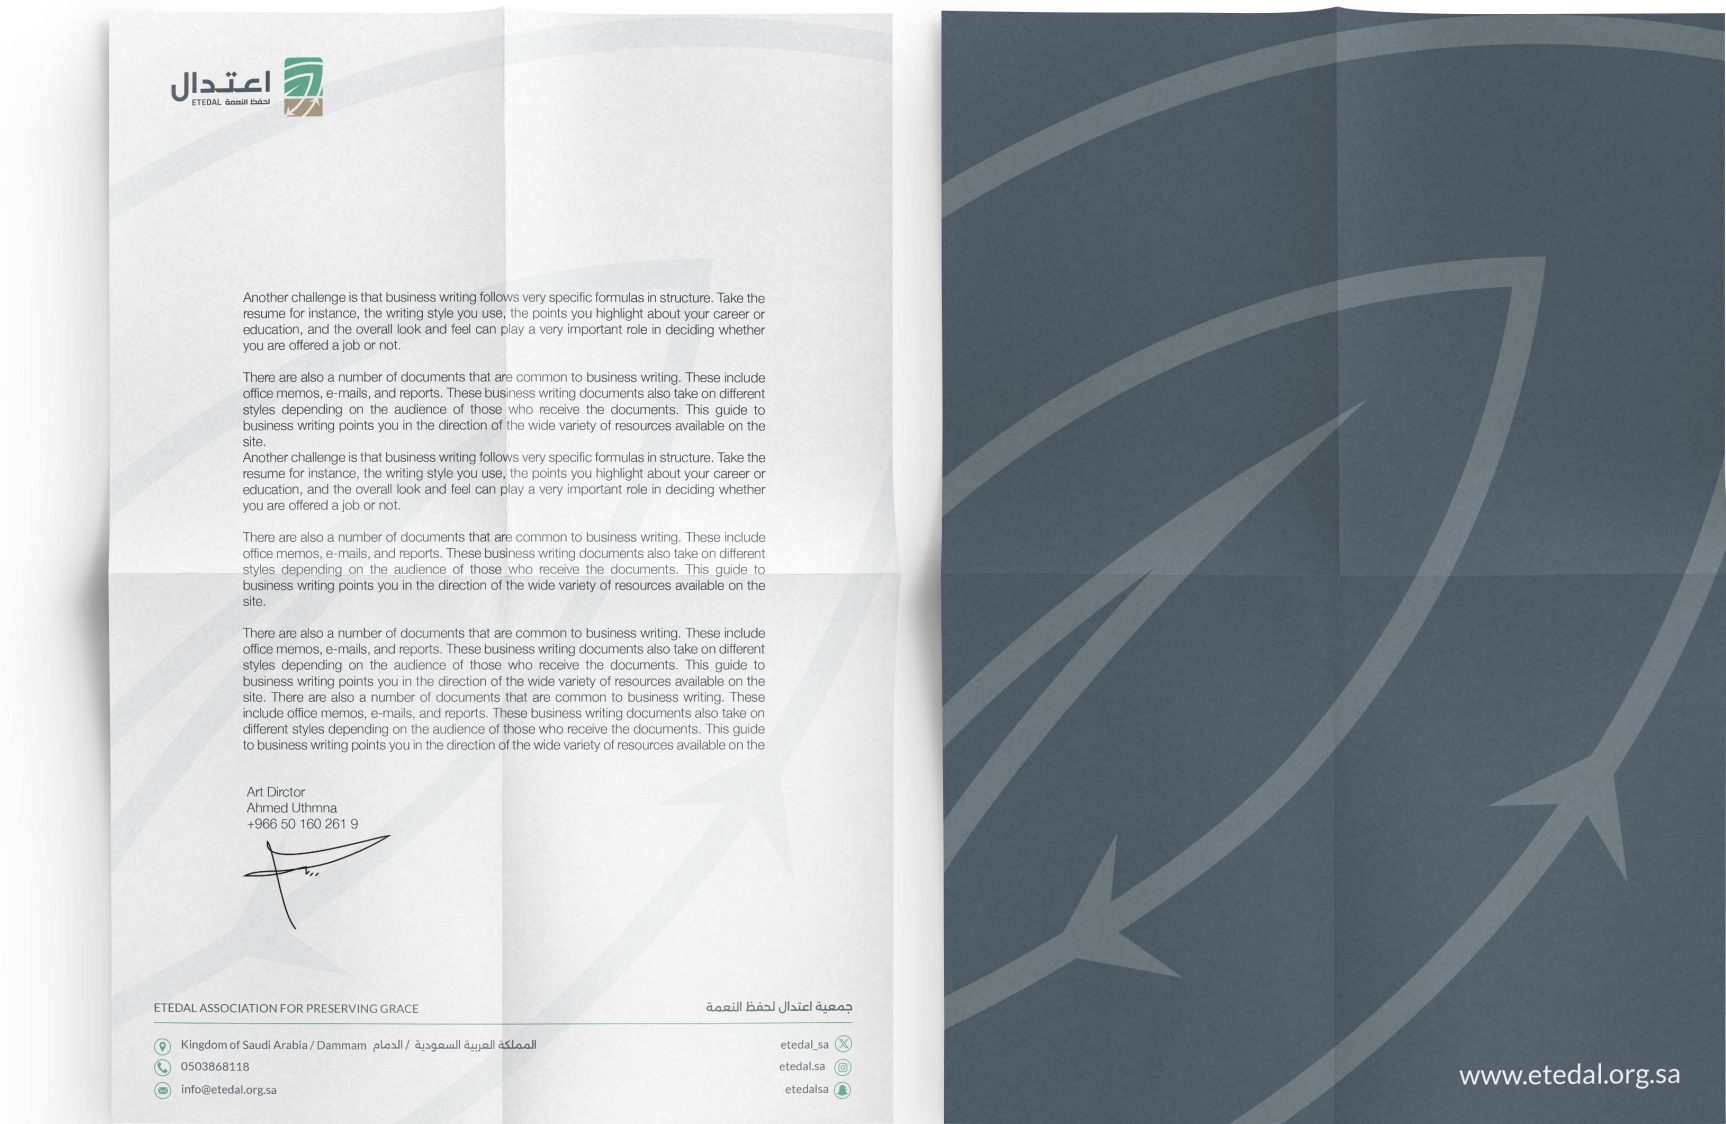 اعتدال
لحفظ النعمة ETEDAL
Another challenge is that business writing follows very specific formulas in structure. Take the
resume for instance, the writing style you use, the points you highlight about your career or
education, and the overall look and feel can play a very important role in deciding whether
you are offered a job or not.
There are also a number of documents that are common to business writing. These include
office memos, e-mails, and reports. These business writing documents also take on different
styles depending on the audience of those who receive the documents. This guide to
business writing points you in the direction of the wide variety of resources available on the
site.
Another challenge is that business writing follows very specific formulas in structure. Take the
resume for instance, the writing style you use, the points you highlight about your career or
education, and the overall look and feel can play a very important role in deciding whether
you are offered a job or not.
There are also a number of documents that are common to business writing. These include
office memos, e-mails, and reports. These business writing documents also take on different
styles depending on the audience of those who receive the documents. This guide to
business writing points you in the direction of the wide variety of resources available on the
site.
There are also a number of documents that are common to business writing. These include
office memos, e-mails, and reports. These business writing documents also take on different
styles depending on the audience of those who receive the documents. This guide to
business writing points you in the direction of the wide variety of resources available on the
site. There are also a number of documents that are common to business writing. These
include office memos, e-mails, and reports. These business writing documents also take on
different styles depending on the audience of those who receive the documents. This guide
to business writing points you in the direction of the wide variety of resources available on the
Art Dirctor
Ahmed Uthmna
+966 50 160 261 9
ETEDAL ASSOCIATION FOR PRESERVING GRACE
جمعية اعتدال لحفظ النعمة
Kingdom of Saudi Arabia / Dammam المملكة العربية السعودية / الدمام
0503868118
info@etedal.org.sa
etedal_sa
etedal.sa
etedalsa
www.etedal.org.sa